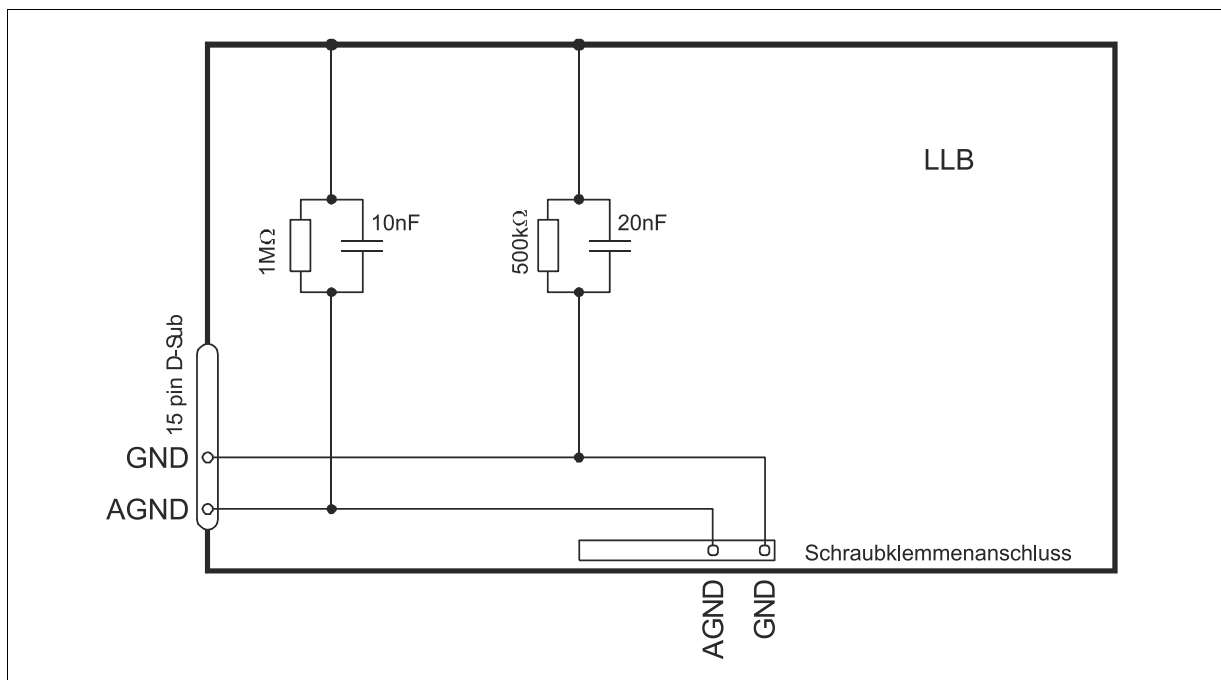 LLB
1MΩ
10nF
500kΩ
20nF
15 pin D-Sub
GND
AGND
Schraubklemmenanschluss
AGND
GND